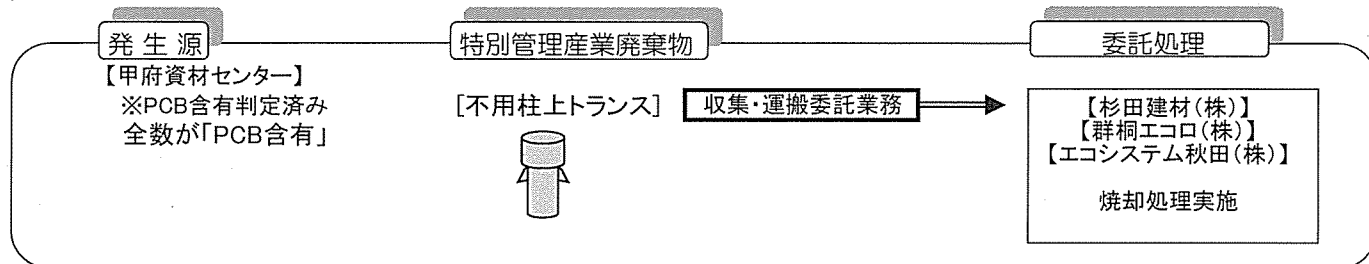 発生源
【甲府資材センター】
※PCB含有判定済み
全数が「PCB含有」
特別管理産業廃棄物
[不用柱上トランス]
収集・運搬委託業務
委託処理
【杉田建材(株)】
【群桐エコロ(株)】
【エコシステム秋田(株)】
焼却処理実施